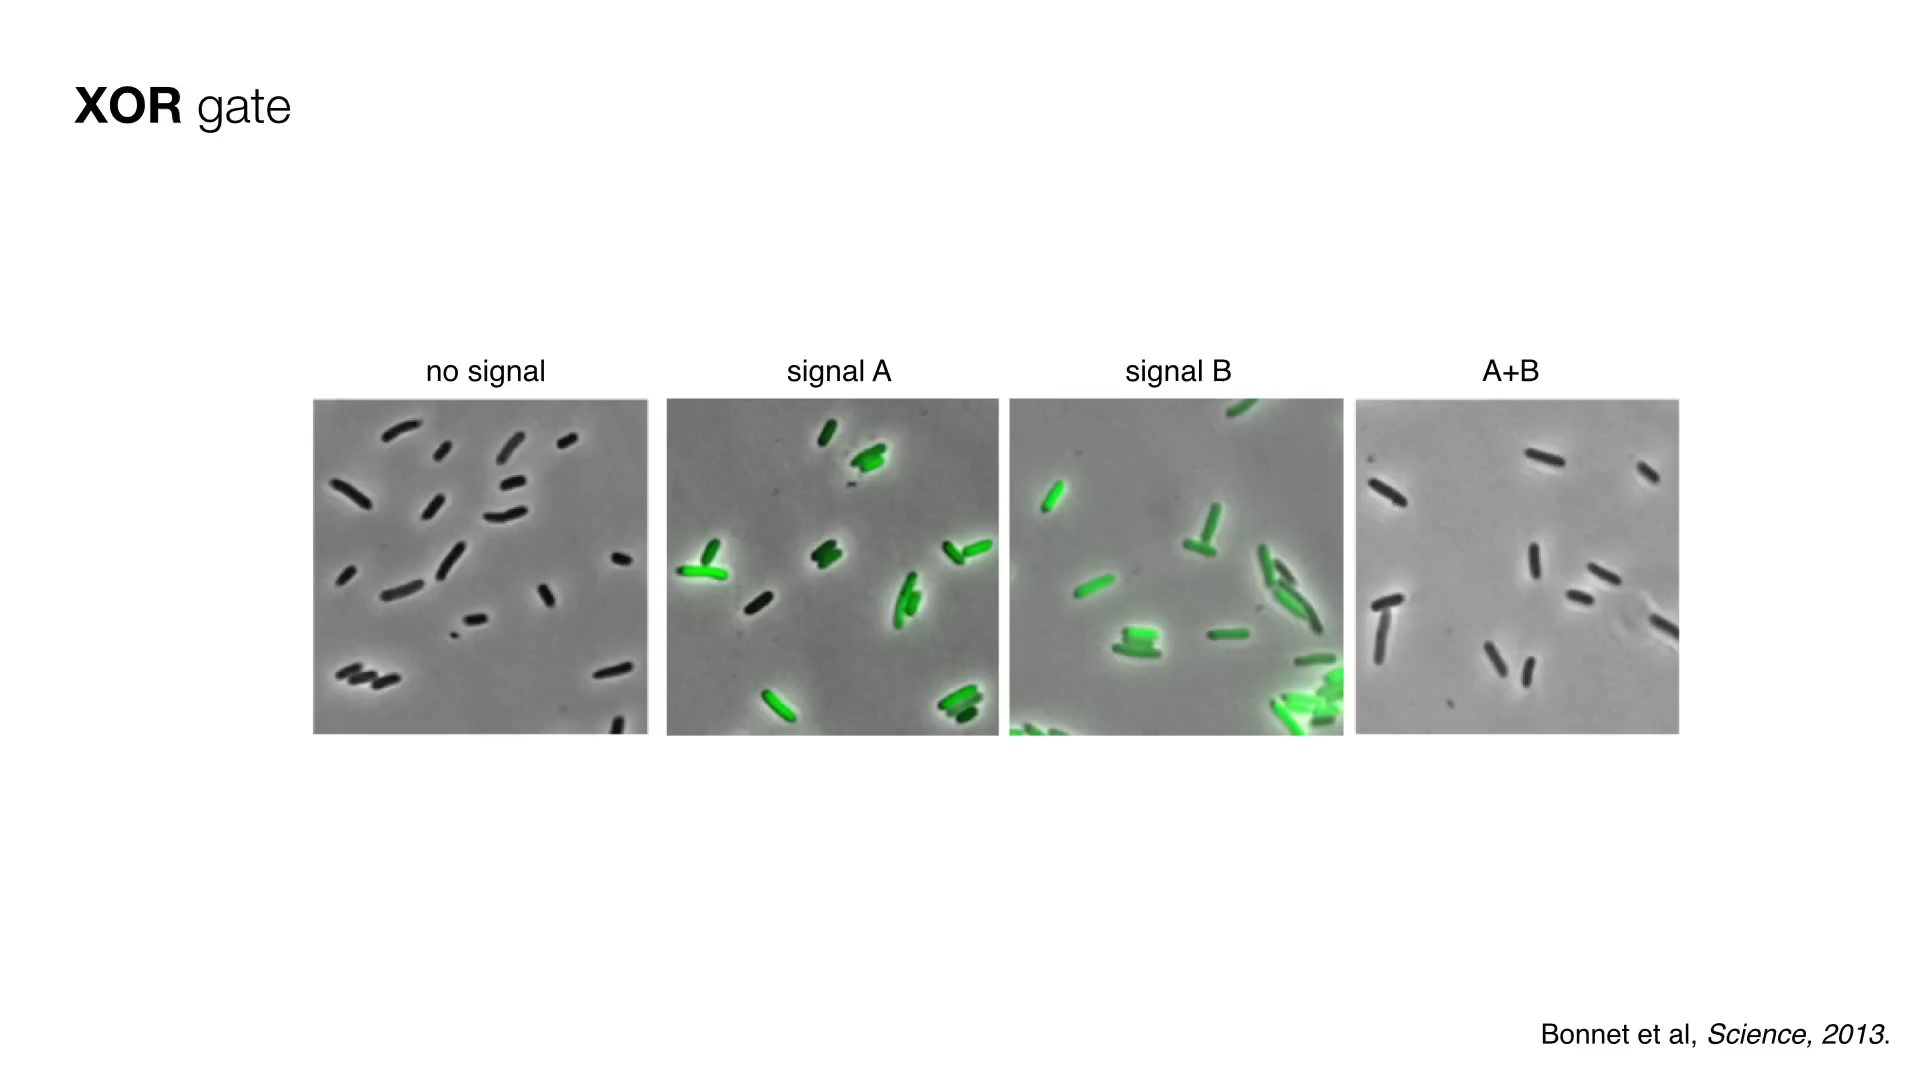 XOR gate
no signal
signal A
signal B
A+B
Bonnet et al, Science, 2013.